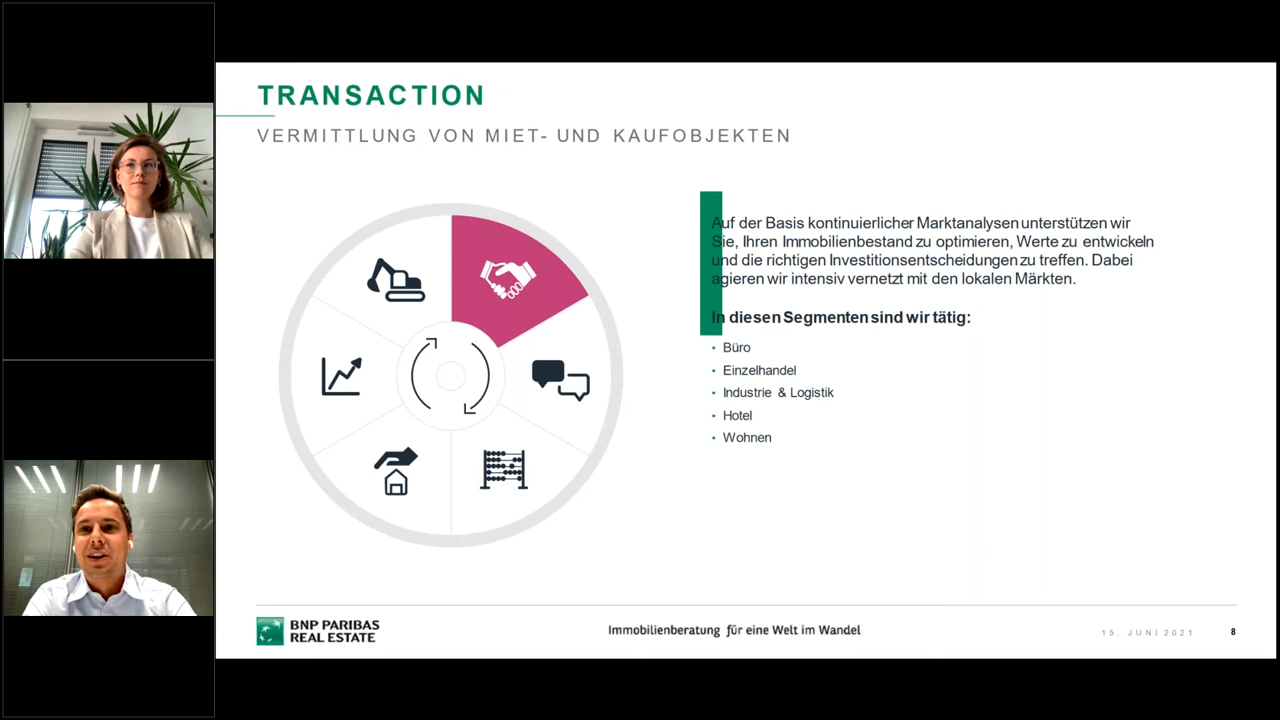 TRANSACTION
VERMITTLUNG VON MIET- UND KAUFOBJEKTEN
Auf der Basis kontinuierlicher Marktanalysen unterstützen wir
Sie, Ihren Immobilienbestand zu optimieren, Werte zu entwickeln
und die richtigen Investitionsentscheidungen zu treffen. Dabei
agieren wir intensiv vernetzt mit den lokalen Märkten.
In diesen Segmenten sind wir tätig:
• Büro
• Einzelhandel
• Industrie & Logistik
• Hotel
• Wohnen
BNP PARIBAS
REAL ESTATE
Immobilienberatung für eine Welt im Wandel
15. JUNI 2021
8